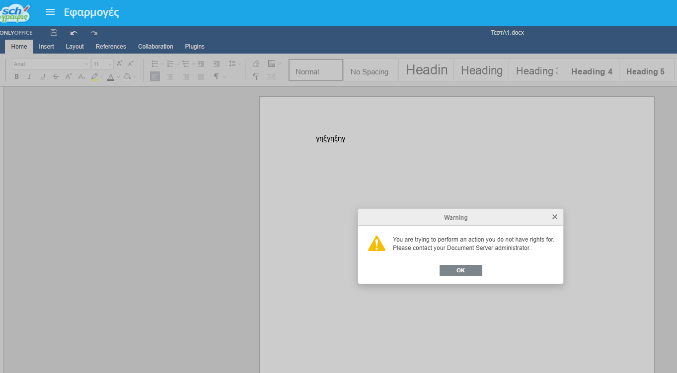 sch
Εφαρμογές
ONLYOFFICE
Τεστλ1.docx
Home Insert Layout References Collaboration Plugins
Arial 11
Normal No Spacing Headin Heading Heading Heading 4 Heading 5
γηξγηξηγ
Warning
You are trying to perform an action you do not have rights for.
Please contact your Document Server administrator.
OK